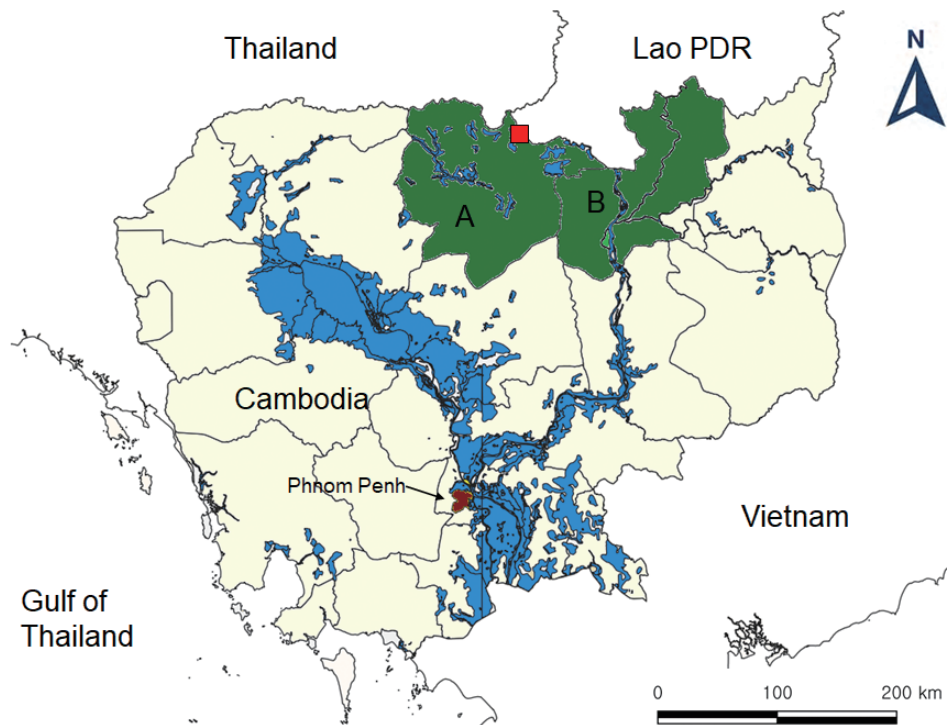 Thailand
Lao PDR
N
A
B
Cambodia
Phnom Penh
Vietnam
Gulf of
Thailand
0
100
200 km